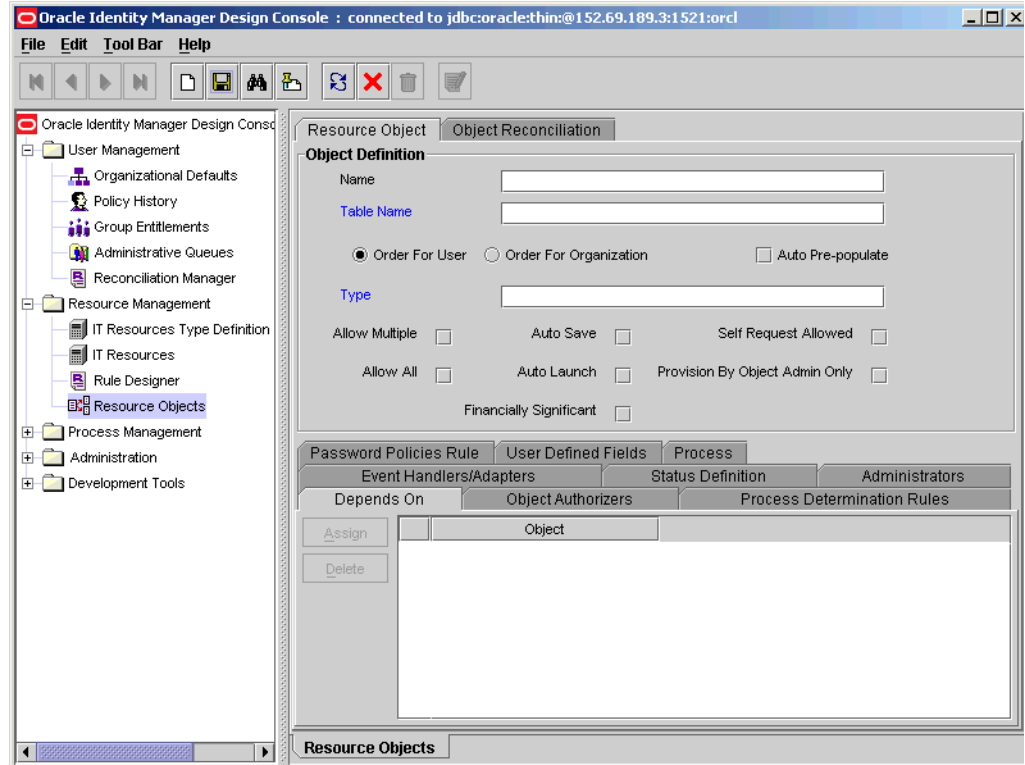 Oracle Identity Manager Design Console : connected to jdbc:oracle:thin:@152.69.189.3:1521:orcl
File Edit Tool Bar Help
Oracle Identity Manager Design Consc
User Management
Organizational Defaults
Policy History
Group Entitlements
Administrative Queues
Reconciliation Manager
Resource Management
IT Resources Type Definition
IT Resources
Rule Designer
Resource Objects
Process Management
Administration
Development Tools
Resource Object Object Reconciliation
Object Definition
Name
Table Name
Order For User Order For Organization Auto Pre-populate
Type
Allow Multiple Auto Save Self Request Allowed
Allow All Auto Launch Provision By Object Admin Only
Financially Significant
Password Policies Rule User Defined Fields Process
Event Handlers/Adapters Status Definition Administrators
Depends On Object Authorizers Process Determination Rules
Assign Object
Delete
Resource Objects